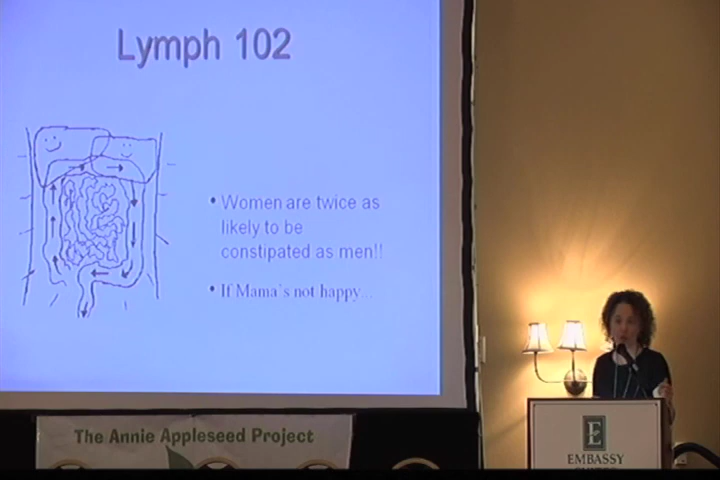 Lymph 102
• Women are twice as
likely to be
constipated as men!!
• If Mama's not happy...
The Annie Appleseed Project
E
EMBASSY